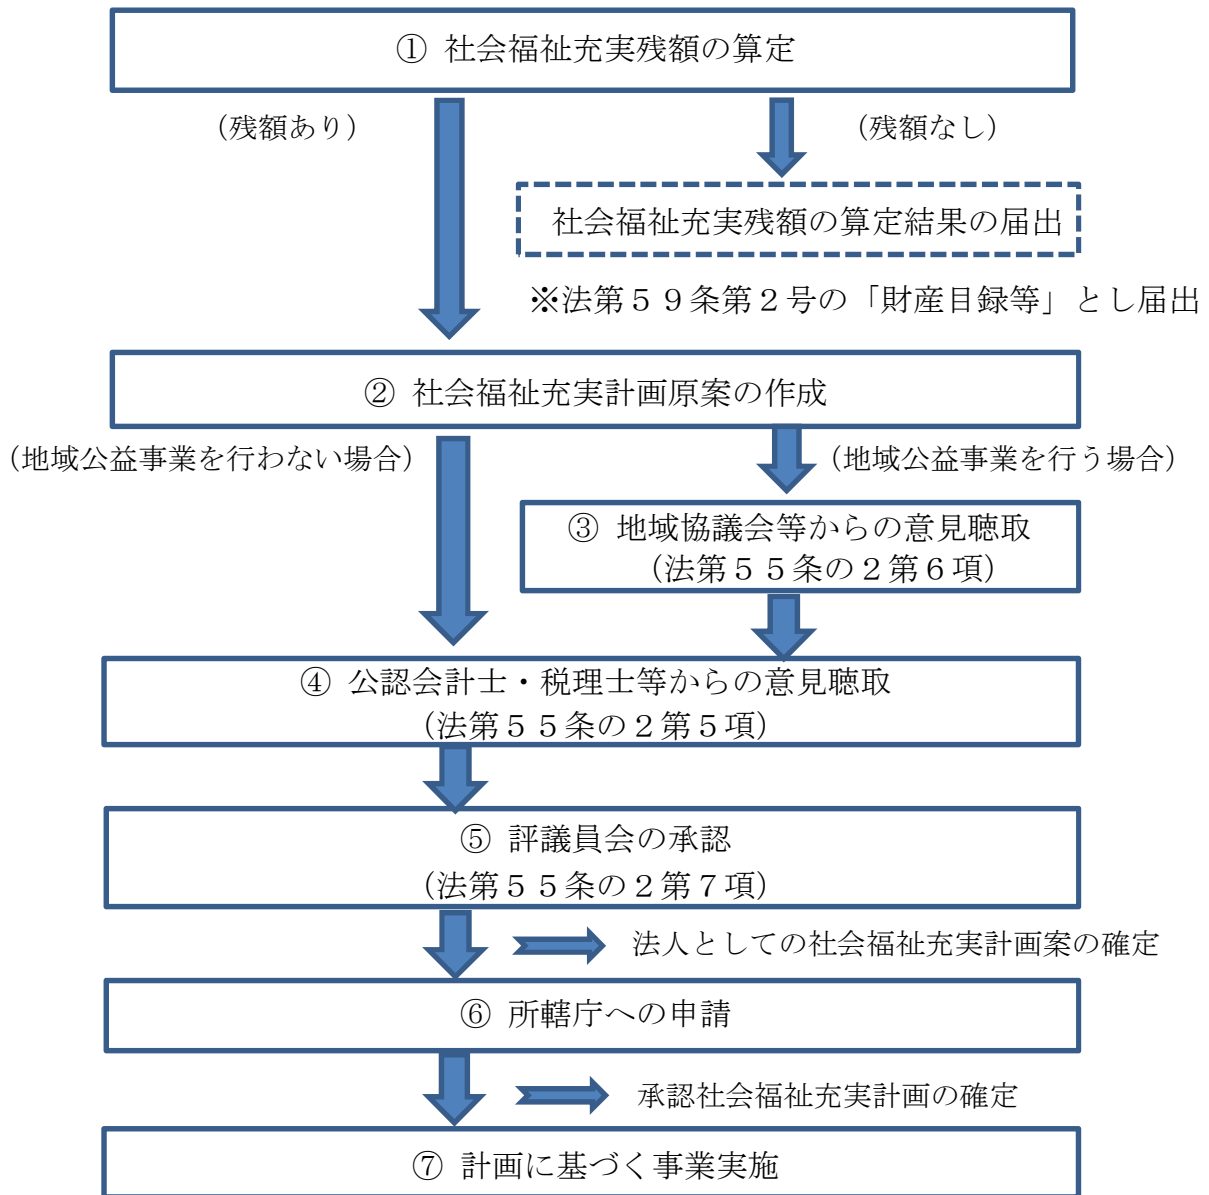 ① 社会福祉充実残額の算定
（残額あり）
（残額なし）
社会福祉充実残額の算定結果の届出
※法第５９条第２号の「財産目録等」とし届出
② 社会福祉充実計画原案の作成
（地域公益事業を行わない場合）
（地域公益事業を行う場合）
③ 地域協議会等からの意見聴取
（法第５５条の２第６項）
④ 公認会計士・税理士等からの意見聴取
（法第５５条の２第５項）
⑤ 評議員会の承認
（法第５５条の２第７項）
法人としての社会福祉充実計画案の確定
⑥ 所轄庁への申請
承認社会福祉充実計画の確定
⑦ 計画に基づく事業実施